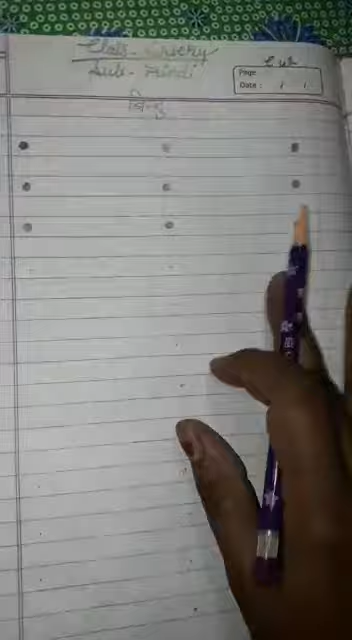 Class - Nursery
Sub - Hindi
C.W
Page
Date : / /
बिन्दु